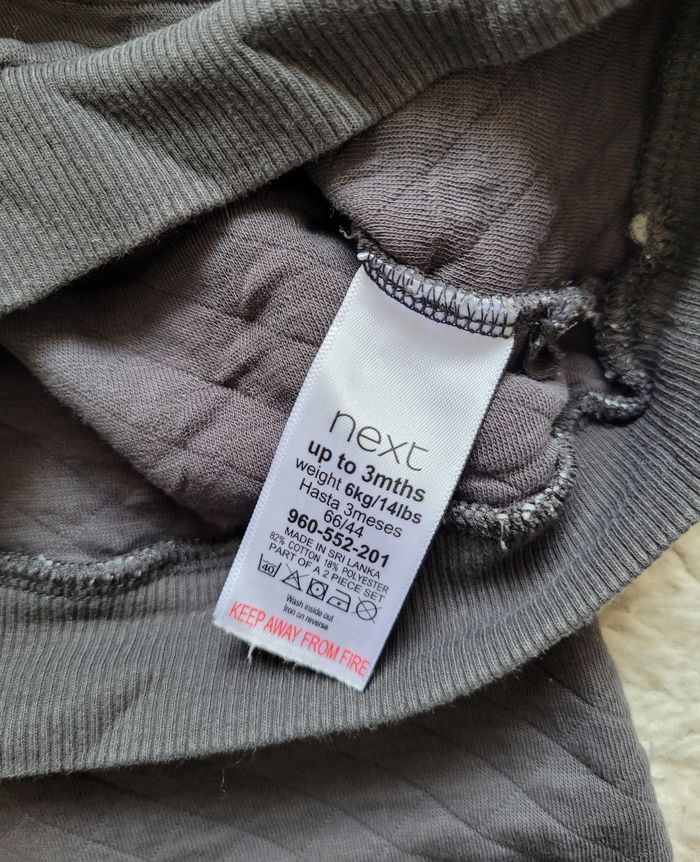 next
up to 3mths
weight 6kg/14lbs
Hasta 3meses
66/44
960-552-201
MADE IN SRI LANKA
82% COTTON 18% POLYESTER
PART OF A 2 PIECE SET
40
Wash inside out
Iron on reverse
KEEP AWAY FROM FIRE